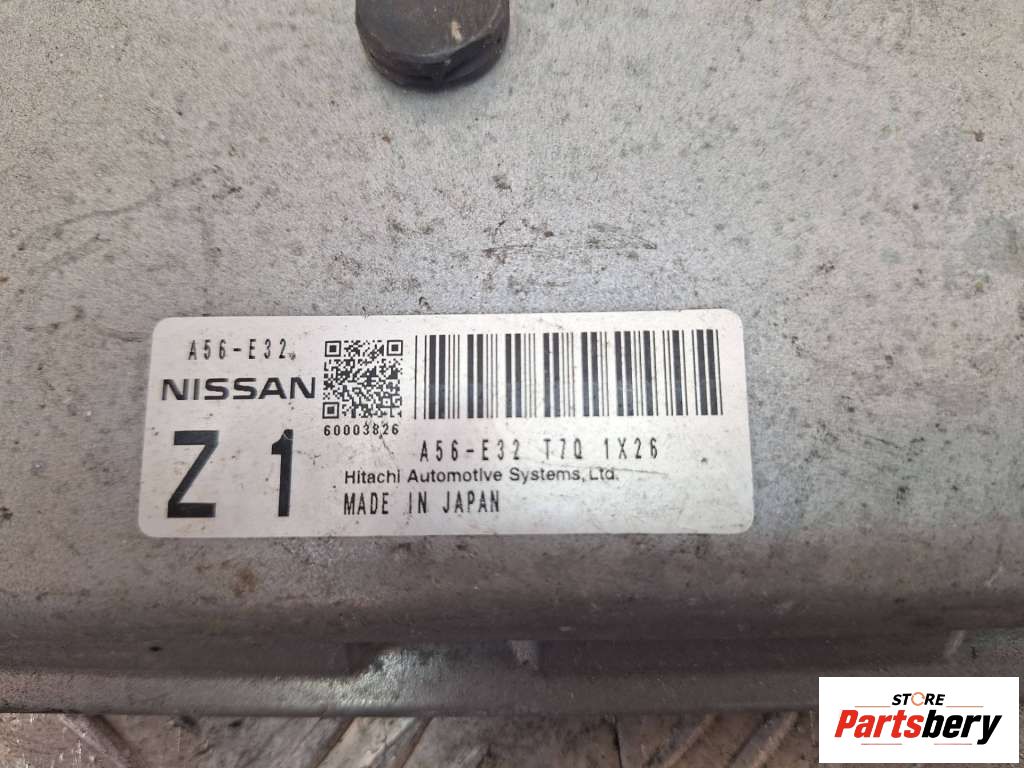 A56-E32
NISSAN
60003826
Z 1
A56-E32 T7Q 1X26
Hitachi Automotive Systems, Ltd.
MADE IN JAPAN
STORE
Partsbery